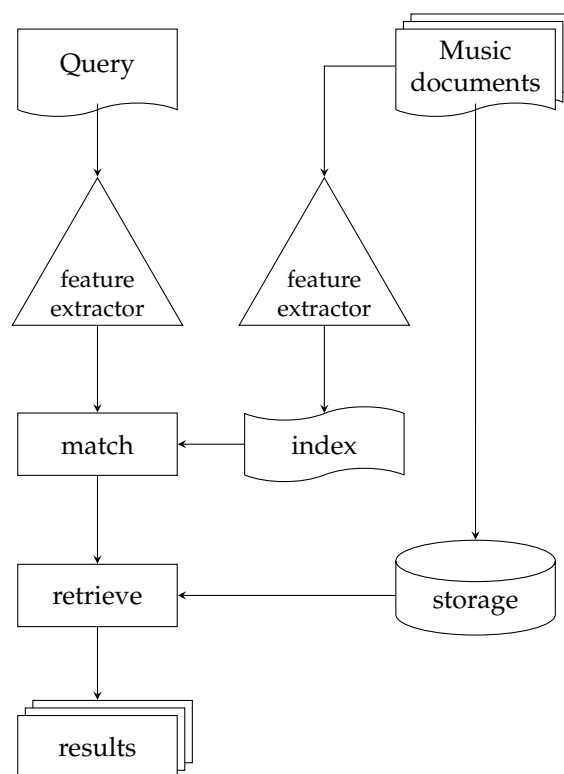 Query
Music
documents
feature
extractor
feature
extractor
match
index
retrieve
storage
results